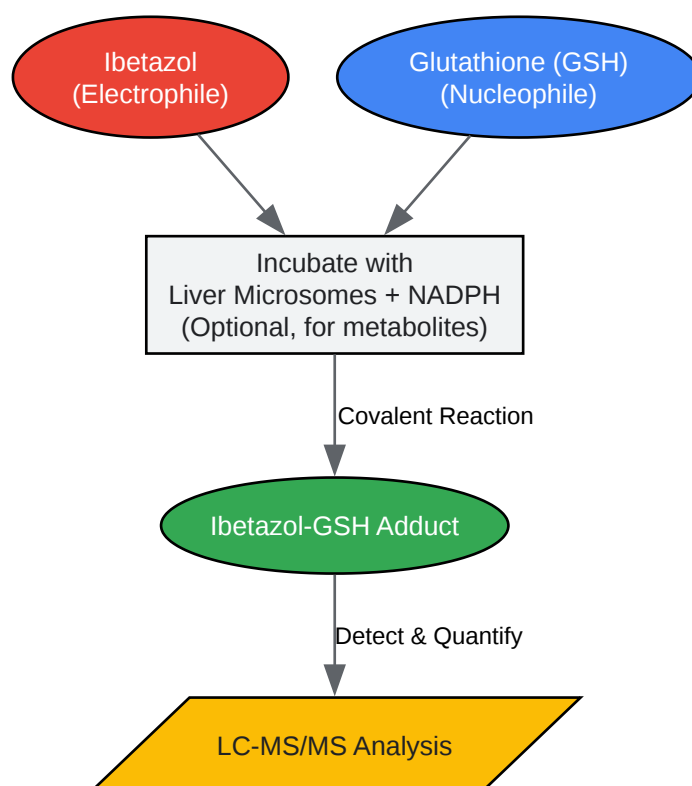 Ibetazol
(Electrophile)
Glutathione (GSH)
(Nucleophile)
Incubate with
Liver Microsomes + NADPH
(Optional, for metabolites)
Covalent Reaction
Ibetazol-GSH Adduct
Detect & Quantify
LC-MS/MS Analysis